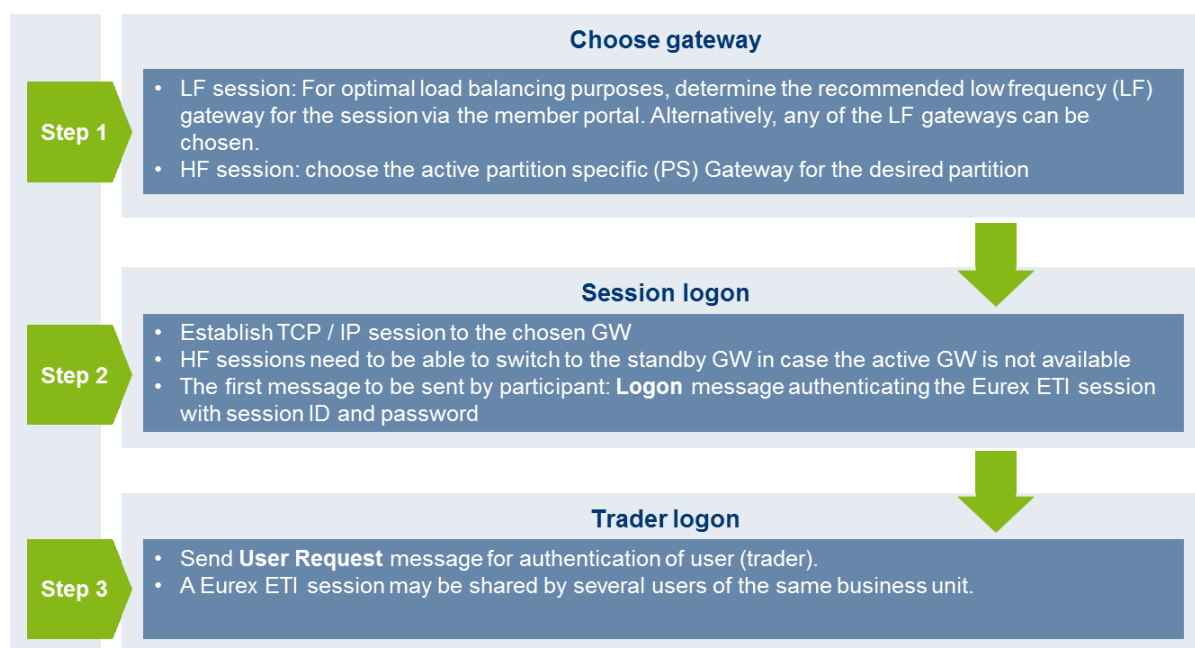 Choose gateway
Step 1
• LF session: For optimal load balancing purposes, determine the recommended low frequency (LF)
gateway for the session via the member portal. Alternatively, any of the LF gateways can be
chosen.
• HF session: choose the active partition specific (PS) Gateway for the desired partition
Session logon
Step 2
• Establish TCP / IP session to the chosen GW
• HF sessions need to be able to switch to the standby GW in case the active GW is not available
• The first message to be sent by participant: Logon message authenticating the Eurex ETI session
with session ID and password
Trader logon
Step 3
• Send User Request message for authentication of user (trader).
• A Eurex ETI session may be shared by several users of the same business unit.